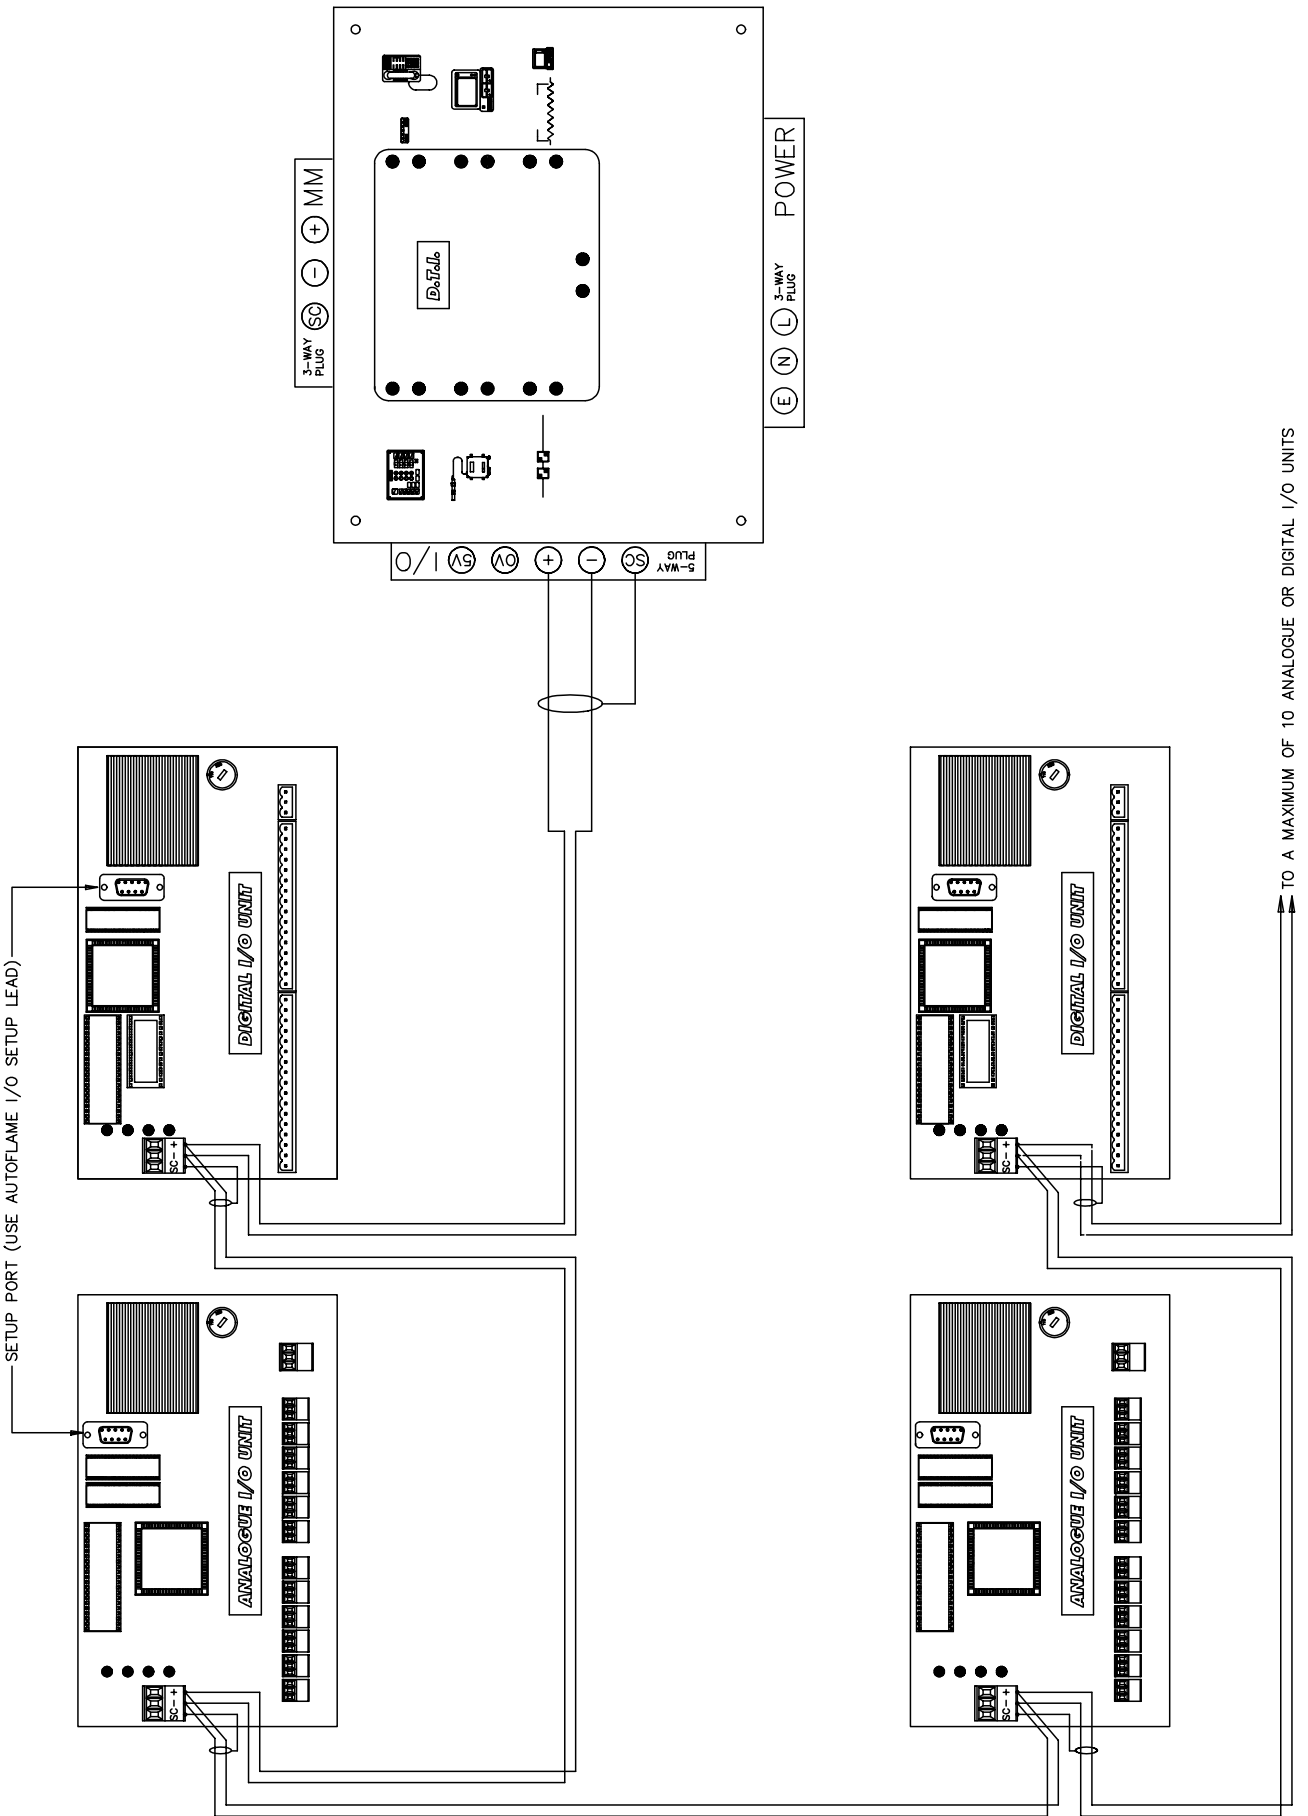 SETUP PORT (USE AUTOFLAME I/O SETUP LEAD)
3-WAY
PLUG
SC
-
+
MM
D.T.I.
E
N
L
3-WAY
PLUG
POWER
I/O
5V
0V
+
-
SC
5-WAY
PLUG
DIGITAL I/O UNIT
SC - +
ANALOGUE I/O UNIT
SC - +
DIGITAL I/O UNIT
SC - +
ANALOGUE I/O UNIT
SC - +
TO A MAXIMUM OF 10 ANALOGUE OR DIGITAL I/O UNITS